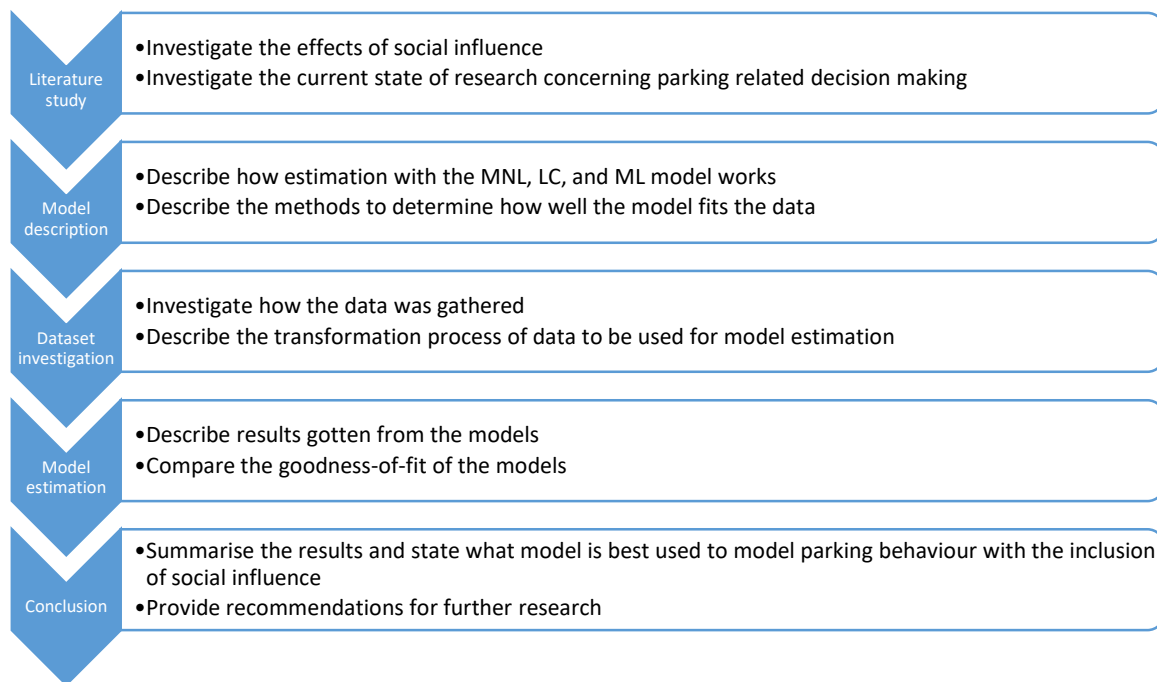 Literature
study
•Investigate the effects of social influence
•Investigate the current state of research concerning parking related decision making
Model
description
•Describe how estimation with the MNL, LC, and ML model works
•Describe the methods to determine how well the model fits the data
Dataset
investigation
•Investigate how the data was gathered
•Describe the transformation process of data to be used for model estimation
Model
estimation
•Describe results gotten from the models
•Compare the goodness-of-fit of the models
Conclusion
•Summarise the results and state what model is best used to model parking behaviour with the inclusion
of social influence
•Provide recommendations for further research